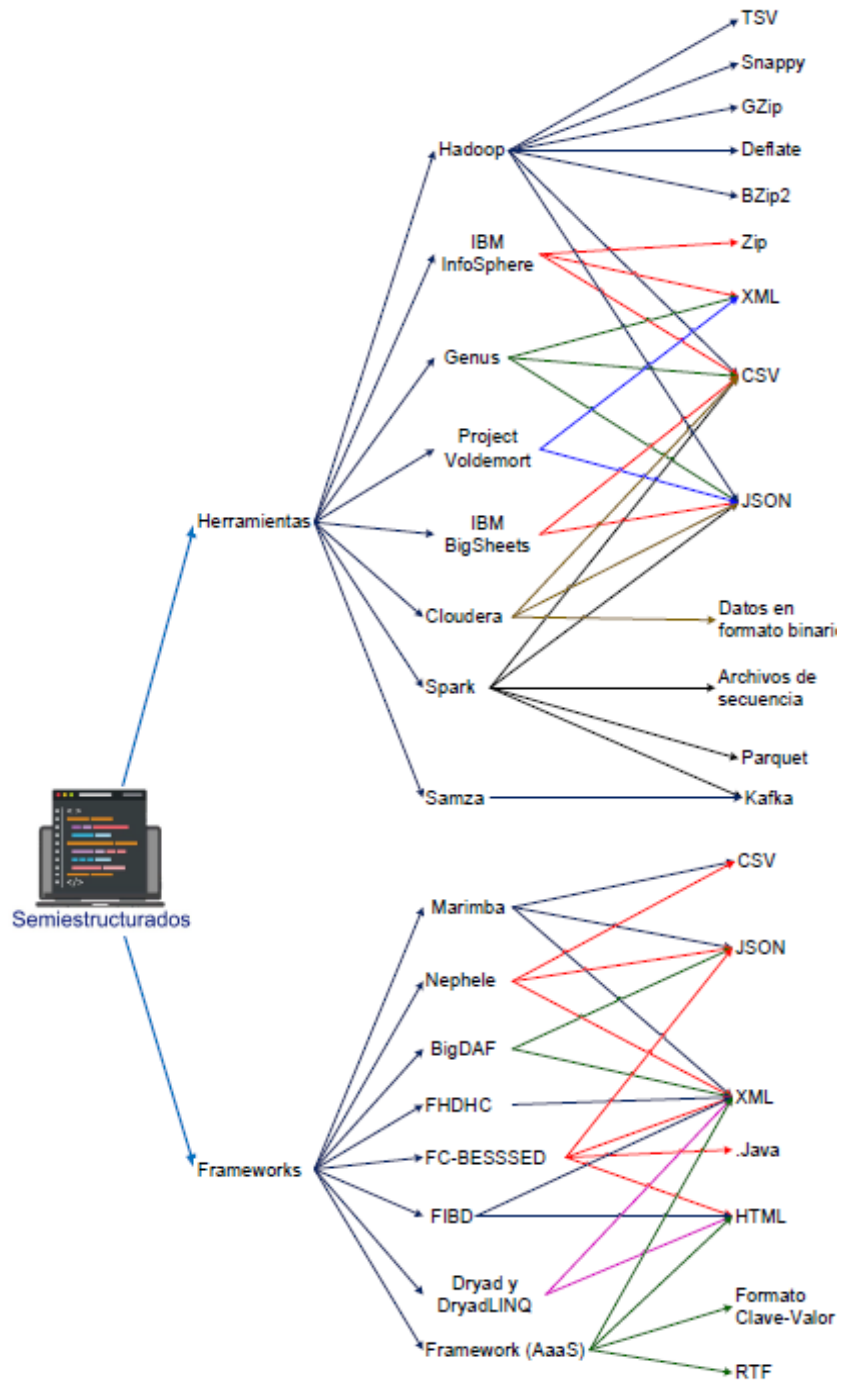 TSV
Snappy
GZip
Hadoop
Deflate
BZip2
IBM
InfoSphere
Zip
XML
Genus
CSV
Project
Voldemort
JSON
Herramientas
IBM
BigSheets
Cloudera
Datos en
formato binari
Spark
Archivos de
secuencia
Parquet
Samza
Kafka
</>
Semiestructurados
CSV
Marimba
JSON
Nephele
BigDAF
FHDHC
XML
FC-BESSSED
.Java
Frameworks
FIBD
HTML
Dryad y
DryadLINQ
Formato
Clave-Valor
Framework (AaaS)
RTF